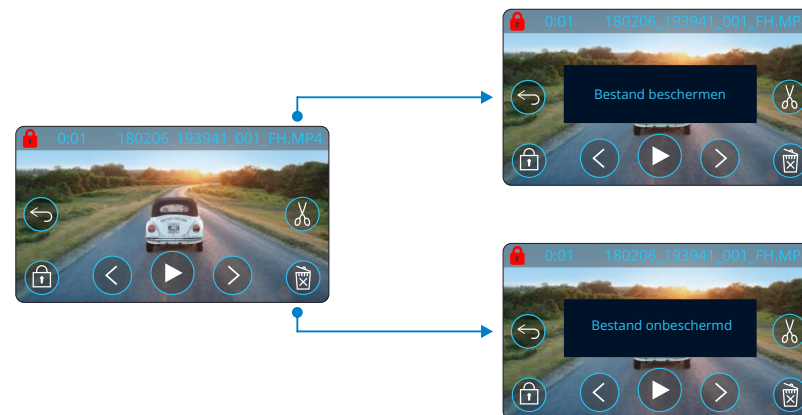 0:01 180206_193941_001_FH.MP4
0:01 180206_193941_001_FH.MP
Bestand beschermen
0:01 180206_193941_001_FH.MP
Bestand onbeschermd